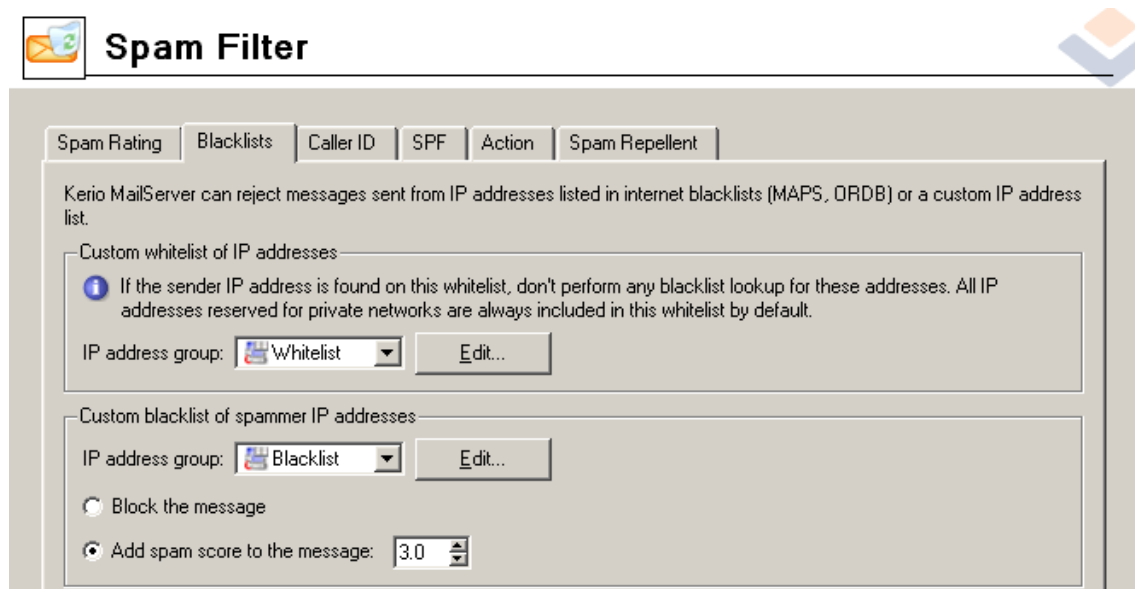 Spam Filter
Spam Rating Blacklists Caller ID SPF Action Spam Repellent
Kerio MailServer can reject messages sent from IP addresses listed in internet blacklists (MAPS, ORDB) or a custom IP address
list.
Custom whitelist of IP addresses
If the sender IP address is found on this whitelist, don't perform any blacklist lookup for these addresses. All IP
addresses reserved for private networks are always included in this whitelist by default.
IP address group: Whitelist Edit...
Custom blacklist of spammer IP addresses
IP address group: Blacklist Edit...
Block the message
Add spam score to the message: 3.0